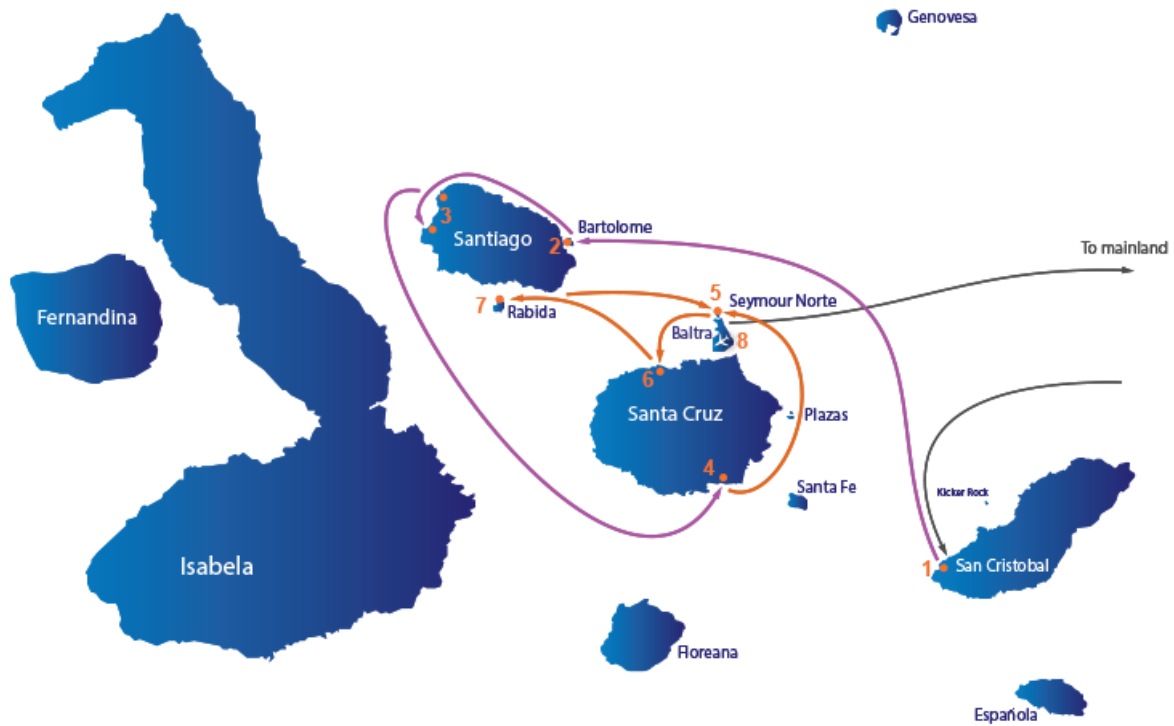 Genovesa
3
Santiago
2
Bartolome
To mainland
Fernandina
7
Rabida
5
Seymour Norte
Baltra
8
6
Santa Cruz
Plazas
4
Santa Fe
Kicker Rock
Isabela
1
San Cristobal
Floreana
Española